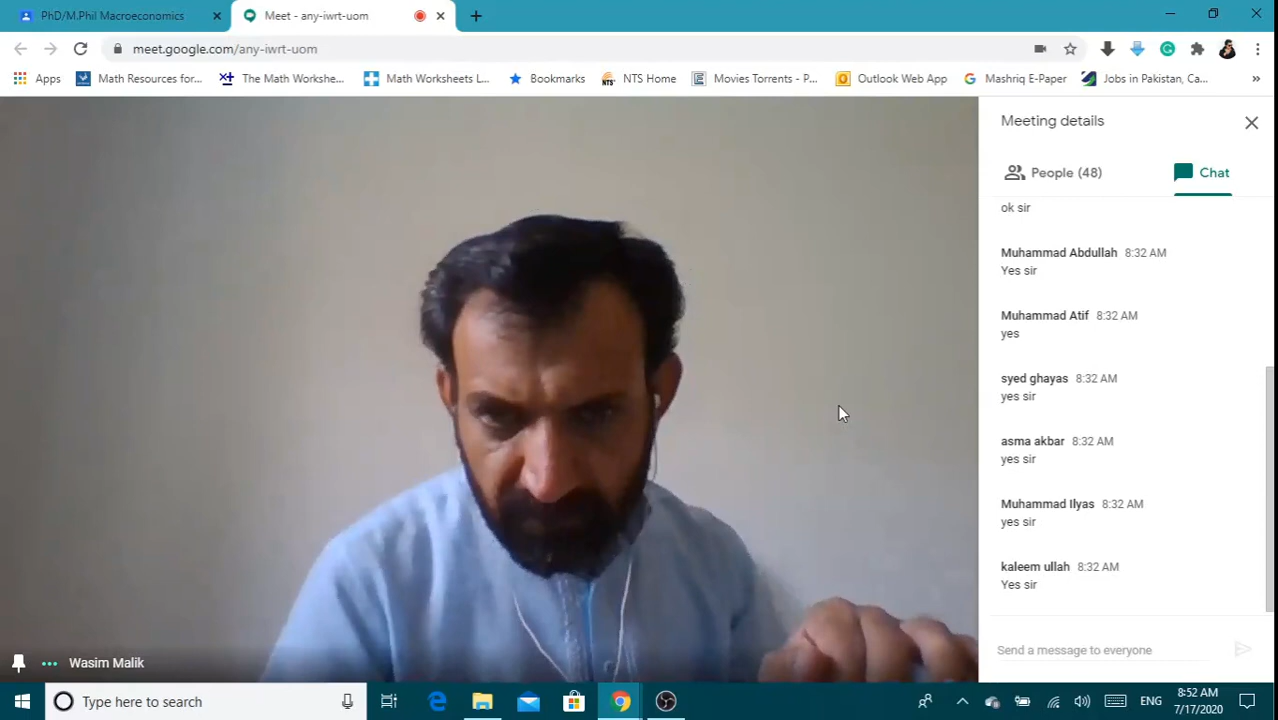 PhD/M.Phil Macroeconomics
Meet - any-iwrt-uom
meet.google.com/any-iwrt-uom
Apps
Math Resources for...
The Math Workshe...
Math Worksheets L...
Bookmarks
NTS Home
Movies Torrents - P...
Outlook Web App
Mashriq E-Paper
Jobs in Pakistan, Ca...
»
Meeting details
People (48)
Chat
ok sir
Muhammad Abdullah 8:32 AM
Yes sir
Muhammad Atif 8:32 AM
yes
syed ghayas 8:32 AM
yes sir
asma akbar 8:32 AM
yes sir
Muhammad Ilyas 8:32 AM
yes sir
kaleem ullah 8:32 AM
Yes sir
Send a message to everyone
Wasim Malik
Type here to search
ENG
8:52 AM
7/17/2020